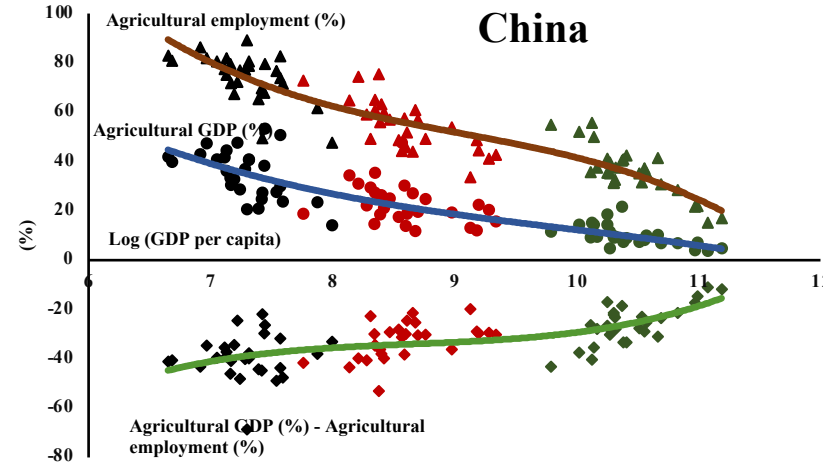 China
100
Agricultural employment (%)
80
60
Agricultural GDP (%)
40
20
Log (GDP per capita)
(%)
0
6 7 8 9 10 11 1
-20
-40
-60
Agricultural GDP (%) - Agricultural
employment (%)
-80